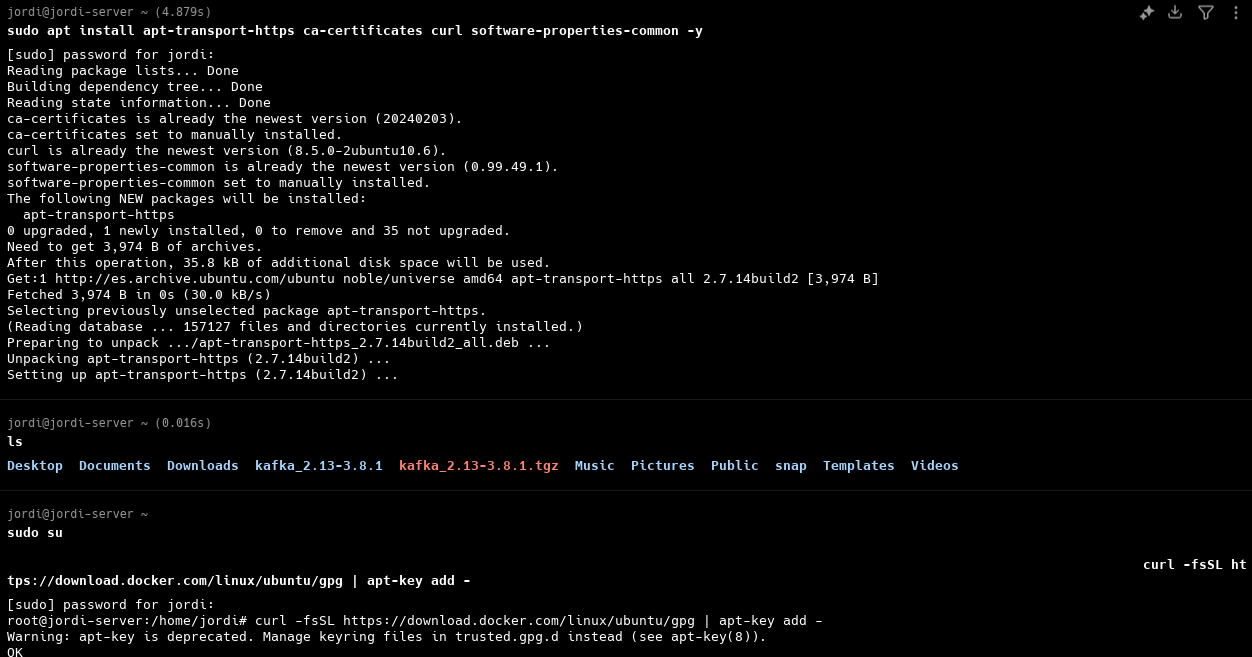 jordi@jordi-server ~ (4.879s)
sudo apt install apt-transport-https ca-certificates curl software-properties-common -y
[sudo] password for jordi:
Reading package lists... Done
Building dependency tree... Done
Reading state information... Done
ca-certificates is already the newest version (20240203).
ca-certificates set to manually installed.
curl is already the newest version (8.5.0-2ubuntu10.6).
software-properties-common is already the newest version (0.99.49.1).
software-properties-common set to manually installed.
The following NEW packages will be installed:
  apt-transport-https
0 upgraded, 1 newly installed, 0 to remove and 35 not upgraded.
Need to get 3,974 B of archives.
After this operation, 35.8 kB of additional disk space will be used.
Get:1 http://es.archive.ubuntu.com/ubuntu noble/universe amd64 apt-transport-https all 2.7.14build2 [3,974 B]
Fetched 3,974 B in 0s (30.0 kB/s)
Selecting previously unselected package apt-transport-https.
(Reading database ... 157127 files and directories currently installed.)
Preparing to unpack .../apt-transport-https_2.7.14build2_all.deb ...
Unpacking apt-transport-https (2.7.14build2) ...
Setting up apt-transport-https (2.7.14build2) ...
jordi@jordi-server ~ (0.016s)
ls
Desktop  Documents  Downloads  kafka_2.13-3.8.1  kafka_2.13-3.8.1.tgz  Music  Pictures  Public  snap  Templates  Videos
jordi@jordi-server ~
sudo su
curl -fsSL ht
tps://download.docker.com/linux/ubuntu/gpg | apt-key add -
[sudo] password for jordi:
root@jordi-server:/home/jordi# curl -fsSL https://download.docker.com/linux/ubuntu/gpg | apt-key add -
Warning: apt-key is deprecated. Manage keyring files in trusted.gpg.d instead (see apt-key(8)).
OK